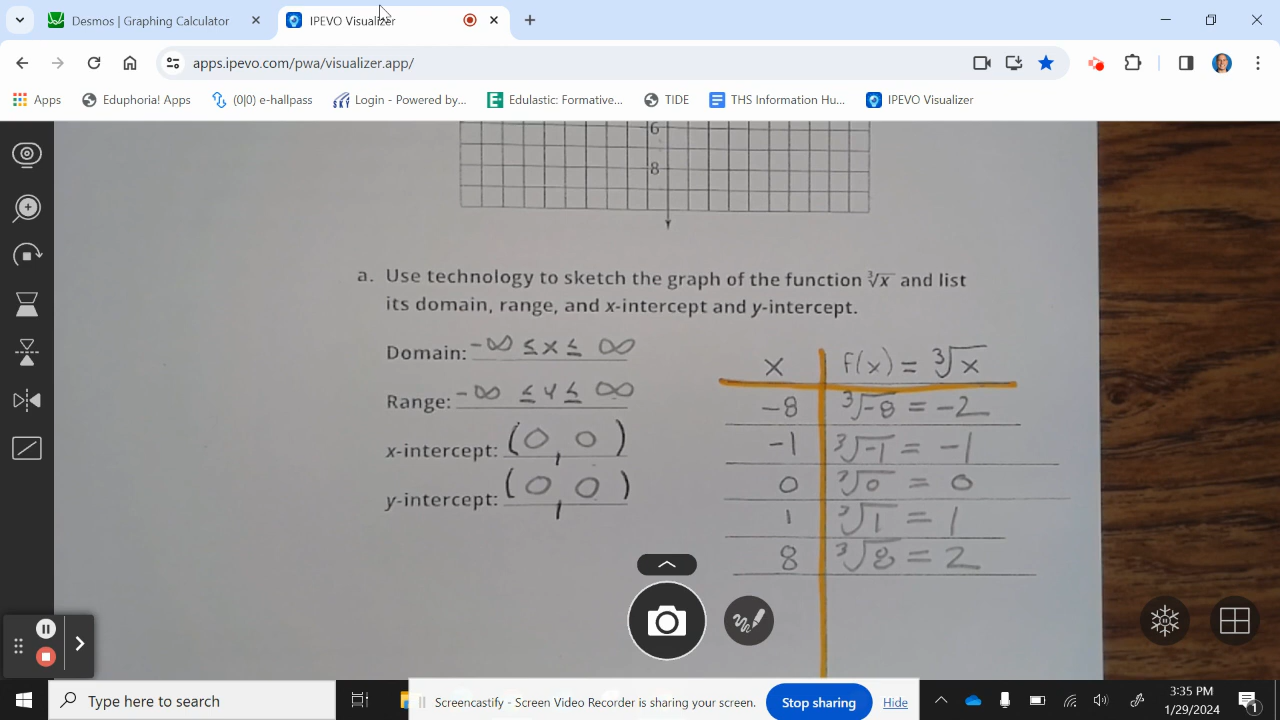 Desmos | Graphing Calculator
IPEVO Visualizer
apps.ipevo.com/pwa/visualizer.app/
Apps
Eduphoria! Apps
(0|0) e-hallpass
Login - Powered by...
Edulastic: Formative...
TIDE
THS Information Hu...
IPEVO Visualizer
6
8
a. Use technology to sketch the graph of the function ∛x and list
its domain, range, and x-intercept and y-intercept.
Domain: -∞ ≤ x ≤ ∞
Range: -∞ ≤ y ≤ ∞
x-intercept: (0, 0)
y-intercept: (0, 0)
x f(x) = ∛x
-8 ∛-8 = -2
-1 ∛-1 = -1
0 ∛0 = 0
1 ∛1 = 1
8 ∛8 = 2
Type here to search
Screencastify - Screen Video Recorder is sharing your screen.
Stop sharing
Hide
3:35 PM
1/29/2024
1